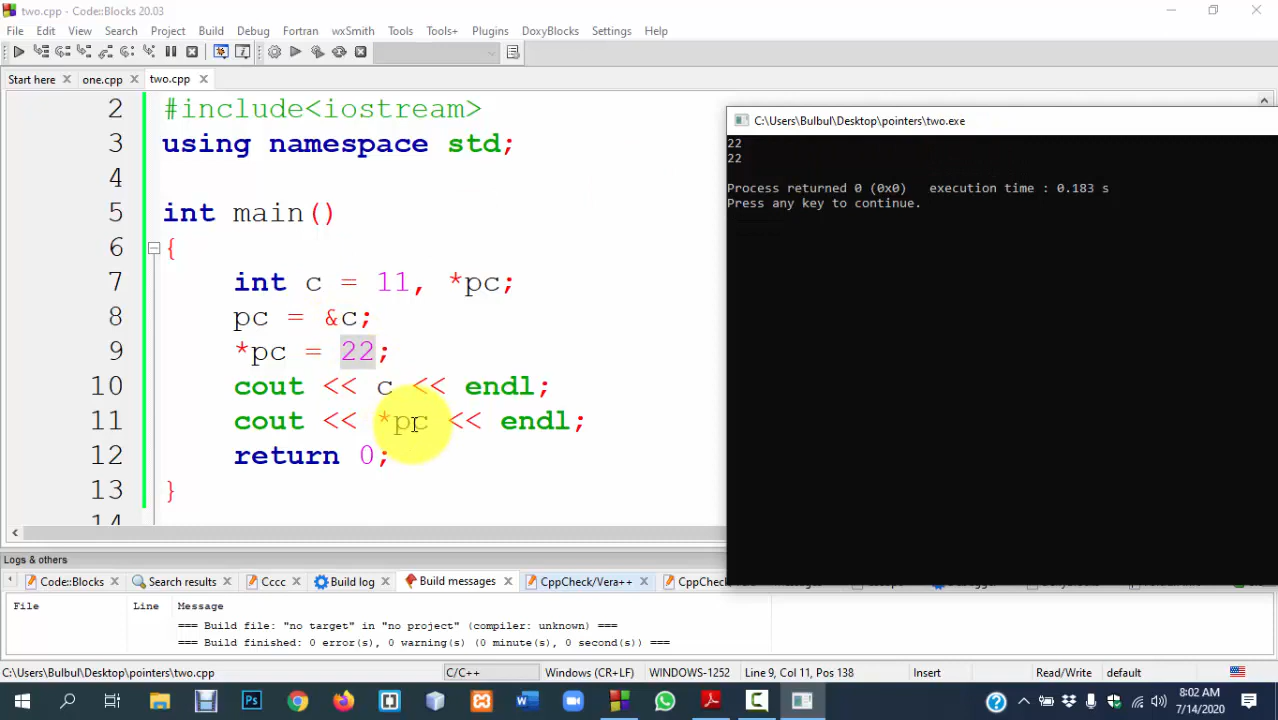 two.cpp - Code::Blocks 20.03
File Edit View Search Project Build Debug Fortran wxSmith Tools Tools+ Plugins DoxyBlocks Settings Help
Start here one.cpp two.cpp
2 #include<iostream>
3 using namespace std;
4
5 int main()
6 {
7 int c = 11, *pc;
8 pc = &c;
9 *pc = 22;
10 cout << c << endl;
11 cout << *pc << endl;
12 return 0;
13 }
14
C:\Users\Bulbul\Desktop\pointers\two.exe
22
22
Process returned 0 (0x0) execution time : 0.183 s
Press any key to continue.
Logs & others
Code::Blocks Search results Cccc Build log Build messages CppCheck/Vera++
File Line Message
=== Build file: "no target" in "no project" (compiler: unknown) ===
=== Build finished: 0 error(s), 0 warning(s) (0 minute(s), 0 second(s)) ===
C:\Users\Bulbul\Desktop\pointers\two.cpp C/C++ Windows (CR+LF) WINDOWS-1252 Line 9, Col 11, Pos 138 Insert Read/Write default
8:02 AM
7/14/2020